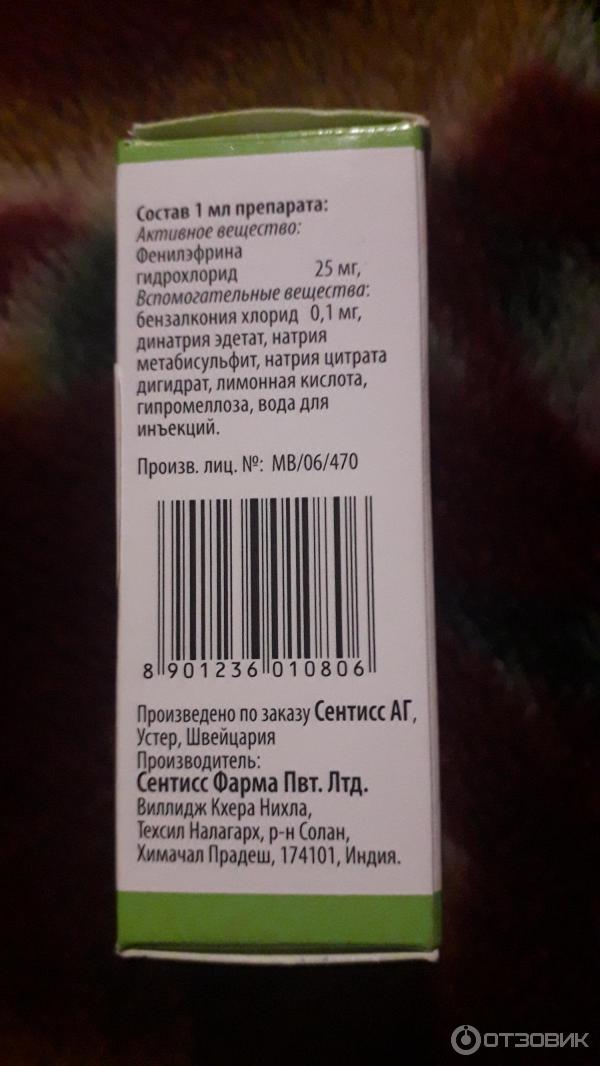 Состав 1 мл препарата:
Активное вещество:
Фенилэфрина
гидрохлорид 25 мг,
Вспомогательные вещества:
бензалкония хлорид 0,1 мг,
динатрия эдетат, натрия
метабисульфит, натрия цитрата
дигидрат, лимонная кислота,
гипромеллоза, вода для
инъекций.
Произв. лиц. №: MB/06/470
8 901236 010806
Произведено по заказу Сентисс АГ,
Устер, Швейцария
Производитель:
Сентисс Фарма Пвт. Лтд.
Виллидж Кхера Нихла,
Техсил Налагарх, р-н Солан,
Химачал Прадеш, 174101, Индия.
ОТЗОВИК